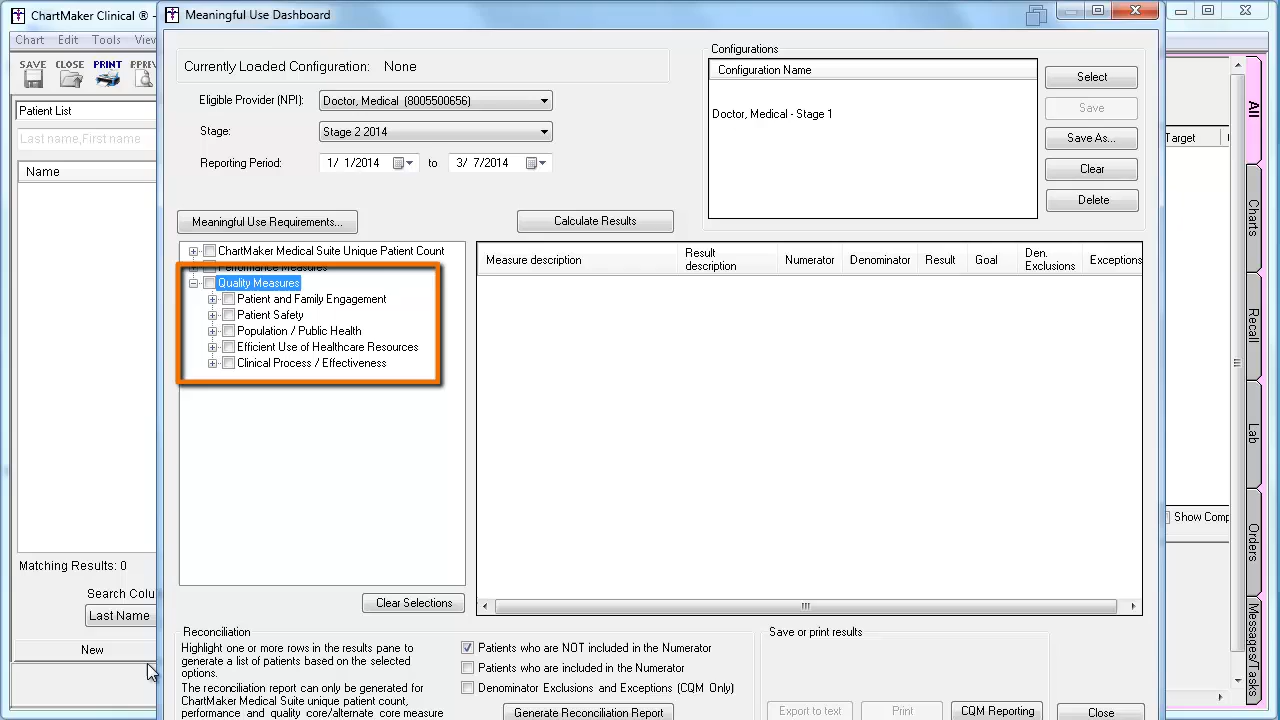 ChartMaker Clinical ® -
Chart Edit Tools View
SAVE CLOSE PRINT
Patient List
Last name,First name
Name
Matching Results: 0
Last Name
New
Meaningful Use Dashboard
Currently Loaded Configuration: None
Eligible Provider (NPI): Doctor, Medical (8005500656)
Stage: Stage 2 2014
Reporting Period: 1/ 1/2014 to 3/ 7/2014
Configurations
Configuration Name
Doctor, Medical - Stage 1
Select
Save
Save As...
Clear
Delete
Meaningful Use Requirements...
Calculate Results
ChartMaker Medical Suite Unique Patient Count
Performance Measures
Quality Measures
Patient and Family Engagement
Patient Safety
Population / Public Health
Efficient Use of Healthcare Resources
Clinical Process / Effectiveness
Clear Selections
Measure description Result description Numerator Denominator Result Goal Den. Exclusions Exceptions
Reconciliation
Highlight one or more rows in the results pane to
generate a list of patients based on the selected
options.
The reconciliation report can only be generated for
ChartMaker Medical Suite unique patient count,
performance and quality core/alternate core measure
Patients who are NOT included in the Numerator
Patients who are included in the Numerator
Denominator Exclusions and Exceptions (CQM Only)
Generate Reconciliation Report
Save or print results
Export to text
Print
CQM Reporting
Close
Target
Show
All
Charts
Recall
Lab
Orders
Messages/Tasks